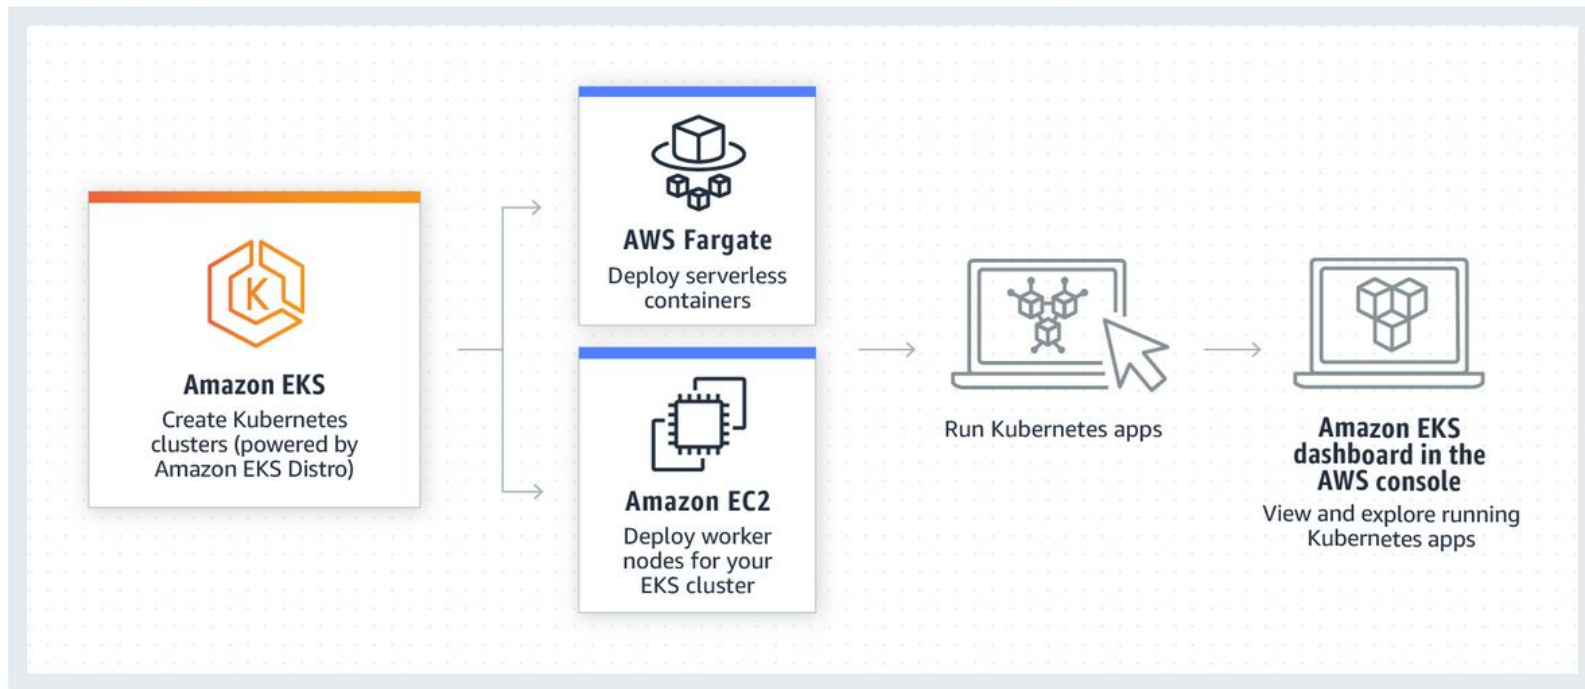 K
Amazon EKS
Create Kubernetes
clusters (powered by
Amazon EKS Distro)
AWS Fargate
Deploy serverless
containers
Amazon EC2
Deploy worker
nodes for your
EKS cluster
Run Kubernetes apps
Amazon EKS
dashboard in the
AWS console
View and explore running
Kubernetes apps